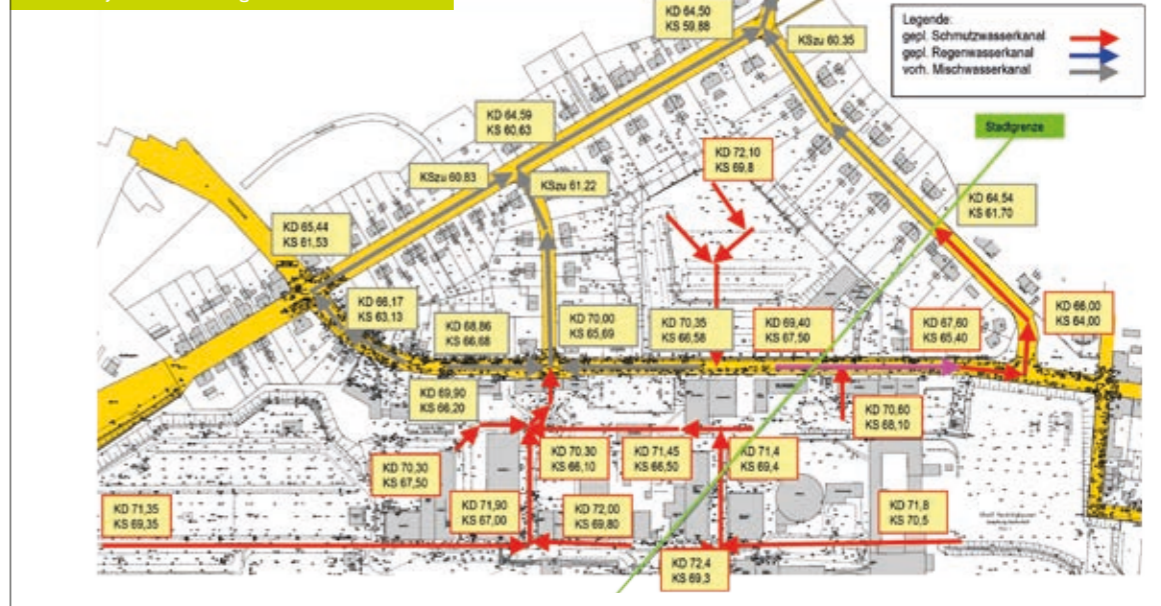 KD 64,50
KS 59,88
KSzu 60,35
Legende:
gepl. Schmutzwasserkanal
gepl. Regenwasserkanal
vorh. Mischwasserkanal
Stadtgrenze
KD 64,59
KS 60,63
KD 72,10
KS 69,8
KSzu 60,83
KSzu 61,22
KD 64,54
KS 61,70
KD 65,44
KS 61,53
KD 66,17
KS 63,13
KD 68,86
KS 66,68
KD 70,00
KS 65,69
KD 70,35
KS 66,58
KD 69,40
KS 67,50
KD 67,60
KS 65,40
KD 66,00
KS 64,00
KD 69,90
KS 66,20
KD 70,60
KS 68,10
KD 70,30
KS 67,50
KD 70,30
KS 66,10
KD 71,45
KS 66,50
KD 71,4
KS 69,4
KD 71,35
KS 69,35
KD 71,90
KS 67,00
KD 72,00
KS 69,80
KD 71,8
KS 70,5
KD 72,4
KS 69,3